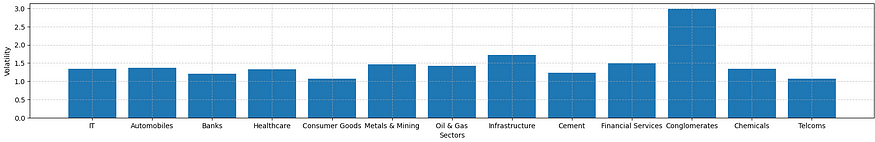 3.0
2.5
2.0
1.5
1.0
0.5
0.0
Volatility
IT Automobiles Banks Healthcare Consumer Goods Metals & Mining Oil & Gas Infrastructure Cement Financial Services Conglomerates Chemicals Telcoms
Sectors